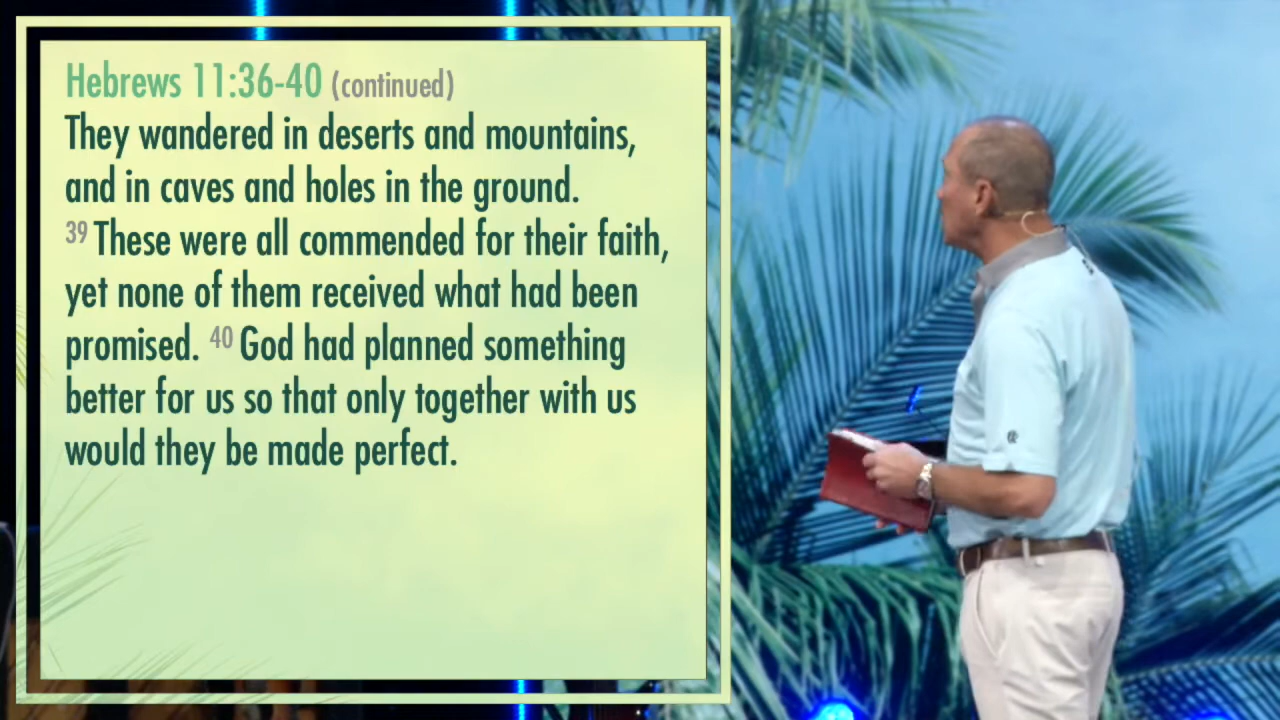 Hebrews 11:36-40 (continued)
They wandered in deserts and mountains,
and in caves and holes in the ground.
39 These were all commended for their faith,
yet none of them received what had been
promised. 40 God had planned something
better for us so that only together with us
would they be made perfect.